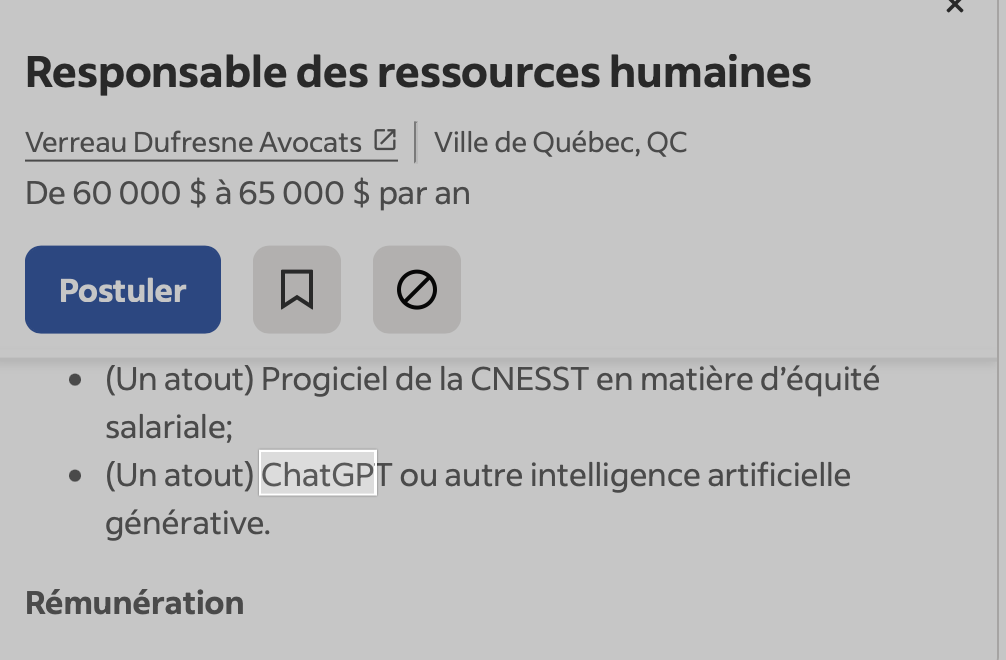 Responsable des ressources humaines
Verreau Dufresne Avocats
Ville de Québec, QC
De 60 000 $ à 65 000 $ par an
Postuler
(Un atout) Progiciel de la CNESST en matière d’équité
salariale;
(Un atout) ChatGPT ou autre intelligence artificielle
générative.
Rémunération